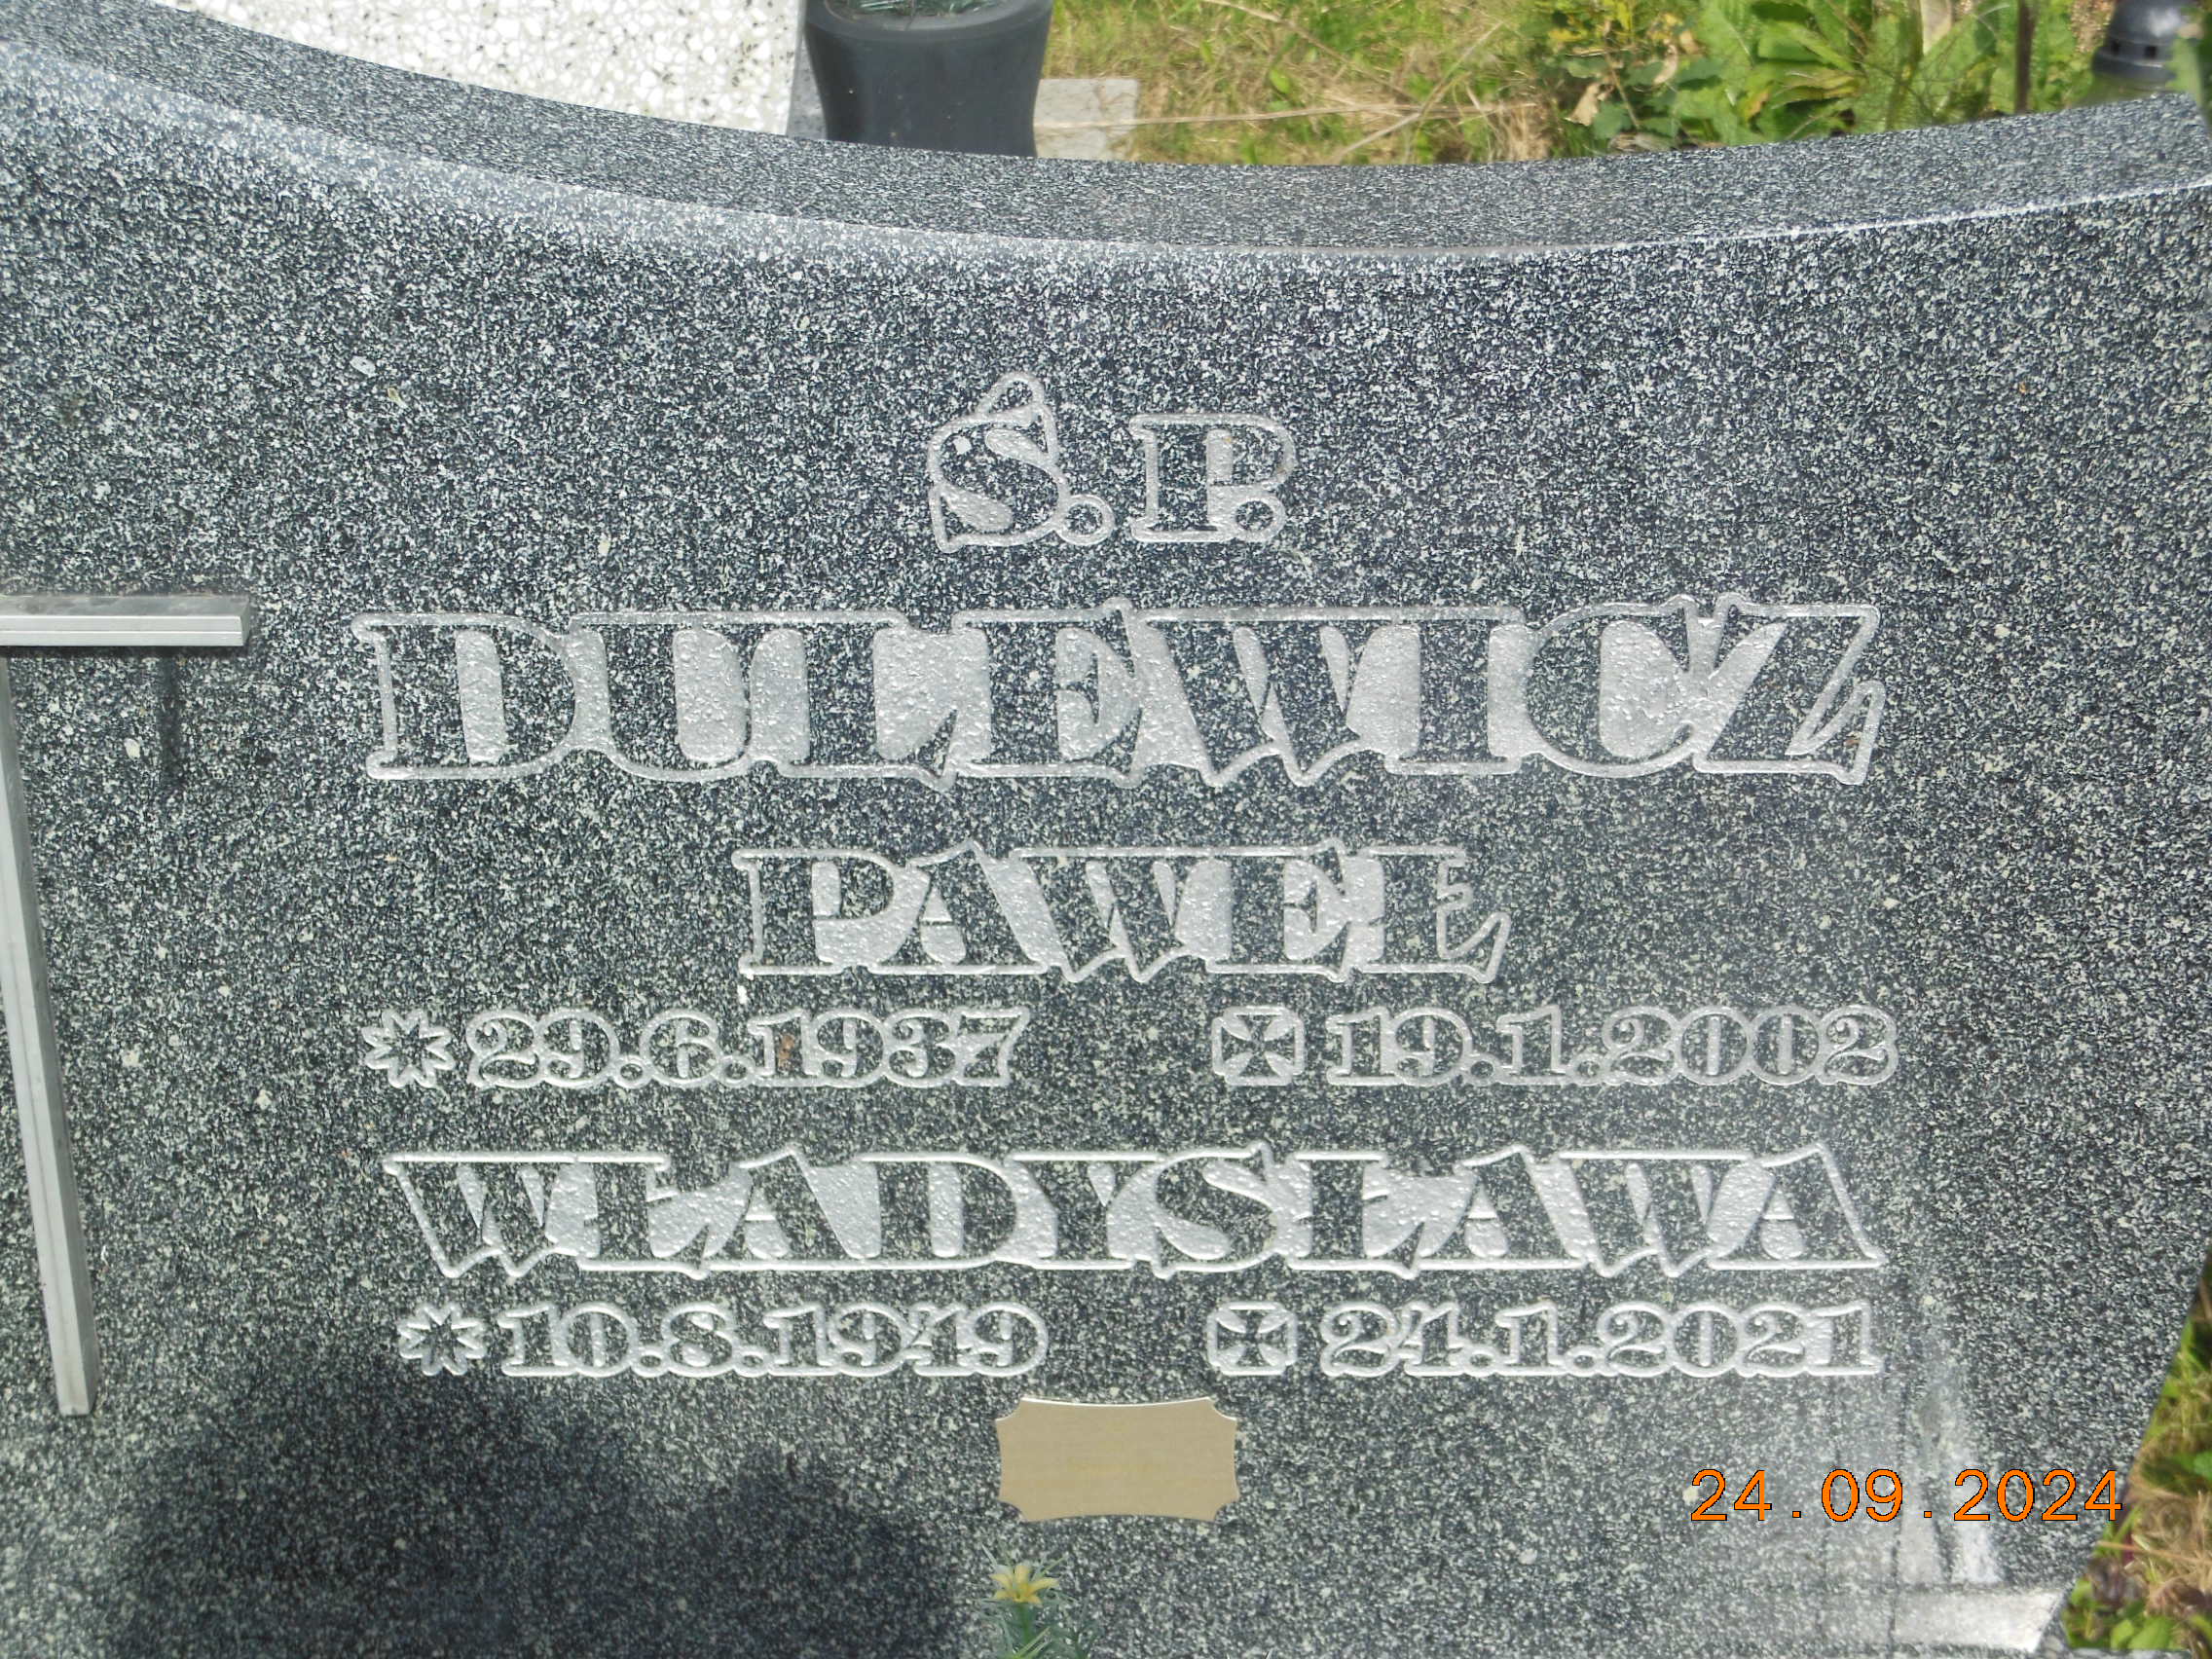 Ś.P.
DULEWICZ
PAWEŁ
29.6.1937 19.1.2002
WŁADYSŁAWA
10.8.1949 24.1.2021
24.09.2024